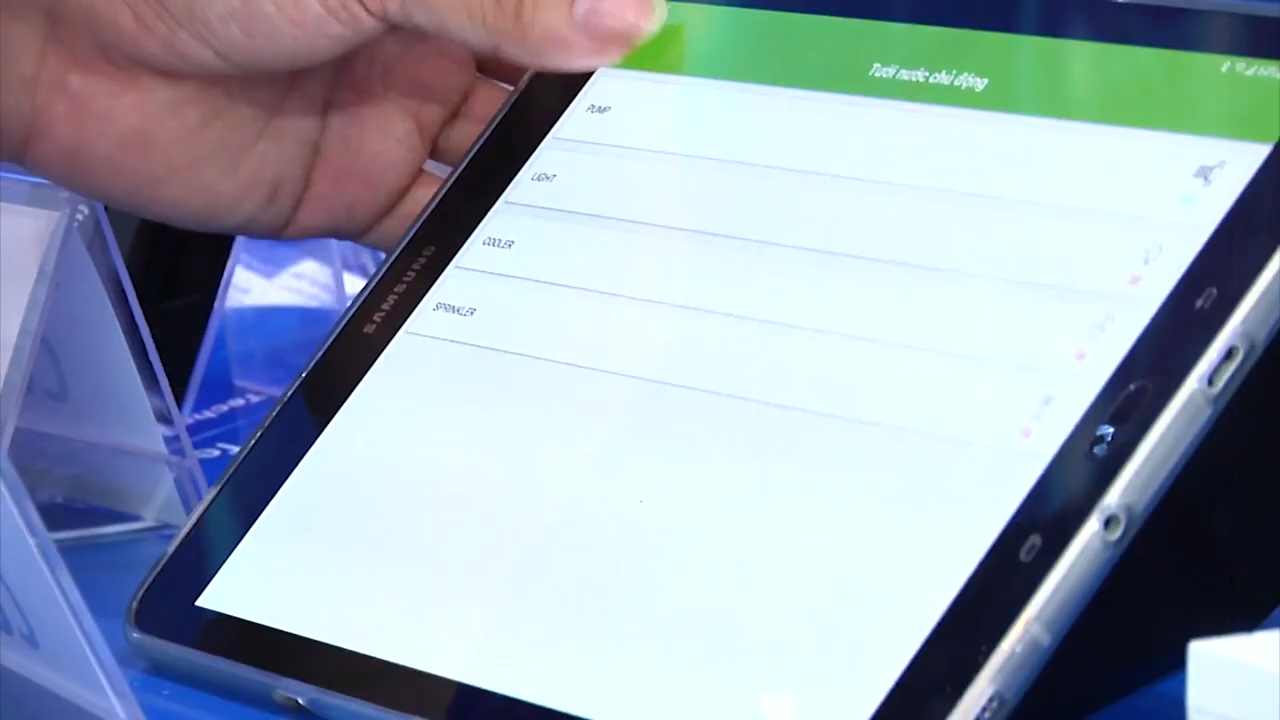 Tưới nước chủ động
PUMP
LIGHT
COOLER
SPRINKLER
SAMSUNG